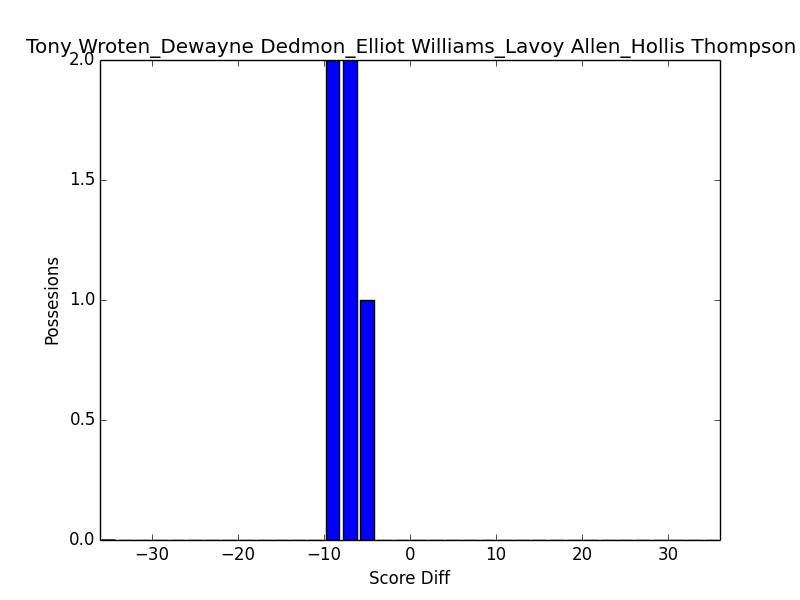 Tony Wroten_Dewayne Dedmon_Elliot Williams_Lavoy Allen_Hollis Thompson
2.0
1.5
1.0
0.5
0.0
Possesions
−30 −20 −10 0 10 20 30
Score Diff